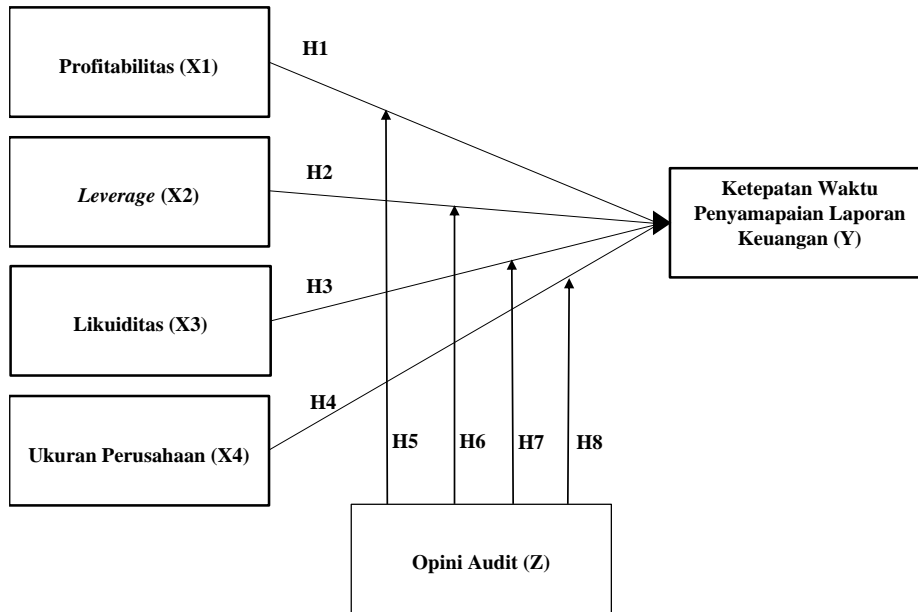 H1
Profitabilitas (X1)
H2
Leverage (X2)
Ketepatan Waktu
Penyamapaian Laporan
Keuangan (Y)
H3
Likuiditas (X3)
H4
Ukuran Perusahaan (X4)
H5
H6
H7
H8
Opini Audit (Z)